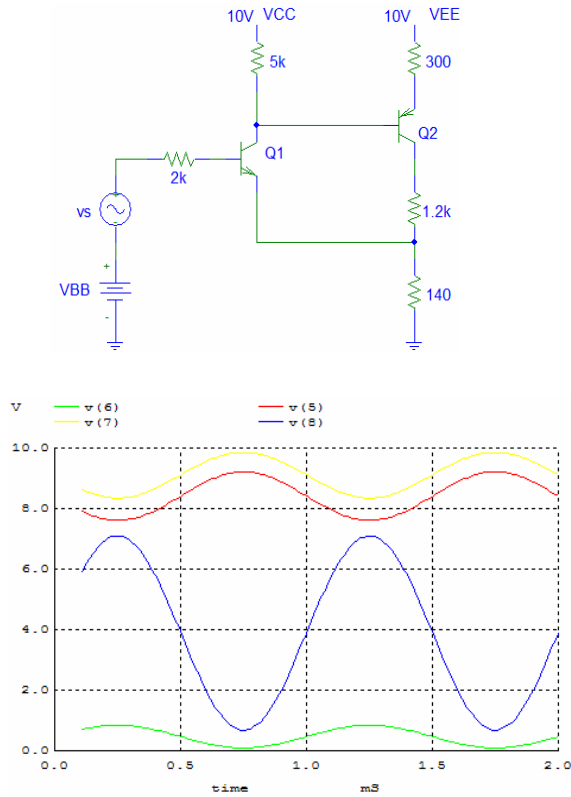 10V VCC 10V VEE
5k 300
Q1 Q2
2k
vs 1.2k
+
-
VBB 140
+
-
V v(6) v(5)
v(7) v(8)
10.0
8.0
6.0
4.0
2.0
0.0
0.0 0.5 1.0 1.5 2.0
time mS